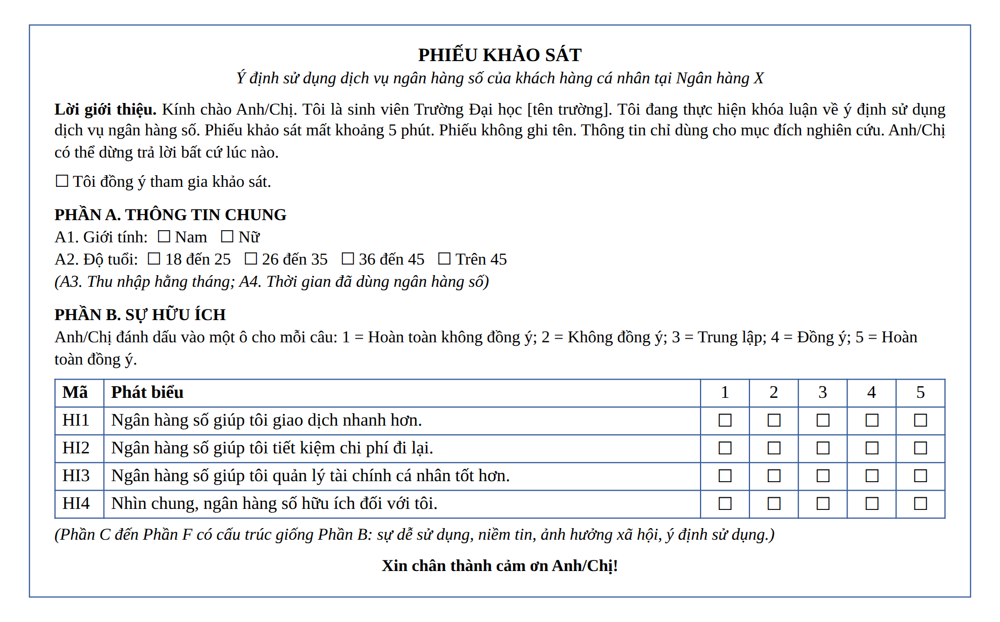 PHIẾU KHẢO SÁT
Ý định sử dụng dịch vụ ngân hàng số của khách hàng cá nhân tại Ngân hàng X
Lời giới thiệu. Kính chào Anh/Chị. Tôi là sinh viên Trường Đại học [tên trường]. Tôi đang thực hiện khóa luận về ý định sử dụng
dịch vụ ngân hàng số. Phiếu khảo sát mất khoảng 5 phút. Phiếu không ghi tên. Thông tin chỉ dùng cho mục đích nghiên cứu. Anh/Chị
có thể dừng trả lời bất cứ lúc nào.
☐ Tôi đồng ý tham gia khảo sát.
PHẦN A. THÔNG TIN CHUNG
A1. Giới tính: ☐ Nam ☐ Nữ
A2. Độ tuổi: ☐ 18 đến 25 ☐ 26 đến 35 ☐ 36 đến 45 ☐ Trên 45
(A3. Thu nhập hằng tháng; A4. Thời gian đã dùng ngân hàng số)
PHẦN B. SỰ HỮU ÍCH
Anh/Chị đánh dấu vào một ô cho mỗi câu: 1 = Hoàn toàn không đồng ý; 2 = Không đồng ý; 3 = Trung lập; 4 = Đồng ý; 5 = Hoàn
toàn đồng ý.
Mã Phát biểu 1 2 3 4 5
HI1 Ngân hàng số giúp tôi giao dịch nhanh hơn. ☐ ☐ ☐ ☐ ☐
HI2 Ngân hàng số giúp tôi tiết kiệm chi phí đi lại. ☐ ☐ ☐ ☐ ☐
HI3 Ngân hàng số giúp tôi quản lý tài chính cá nhân tốt hơn. ☐ ☐ ☐ ☐ ☐
HI4 Nhìn chung, ngân hàng số hữu ích đối với tôi. ☐ ☐ ☐ ☐ ☐
(Phần C đến Phần F có cấu trúc giống Phần B: sự dễ sử dụng, niềm tin, ảnh hưởng xã hội, ý định sử dụng.)
Xin chân thành cảm ơn Anh/Chị!